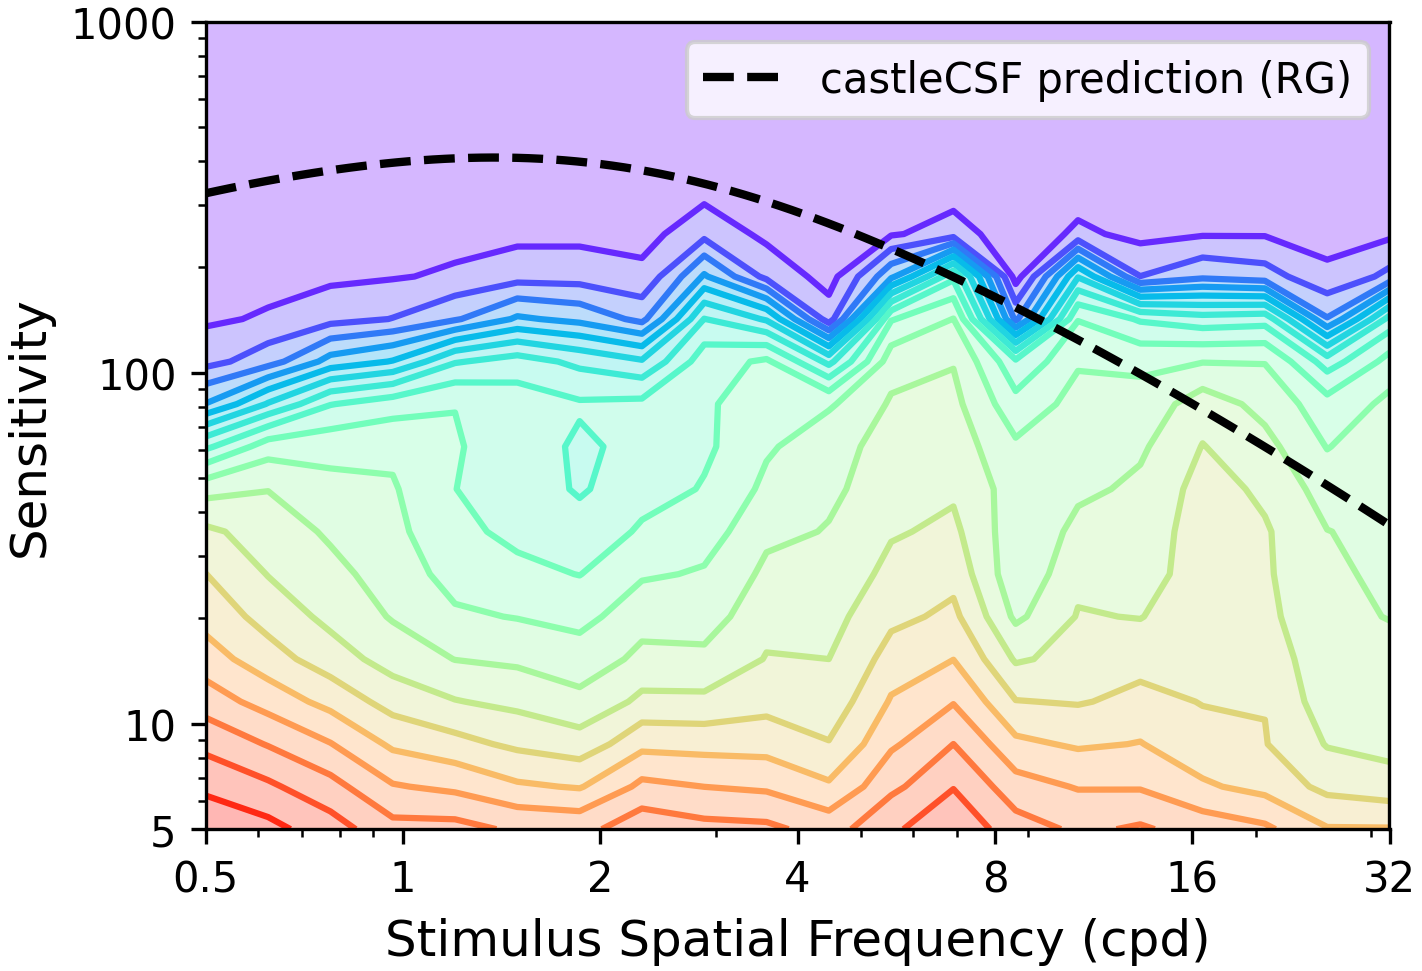 1000
castleCSF prediction (RG)
100
Sensitivity
10
5
0.5 1 2 4 8 16 32
Stimulus Spatial Frequency (cpd)